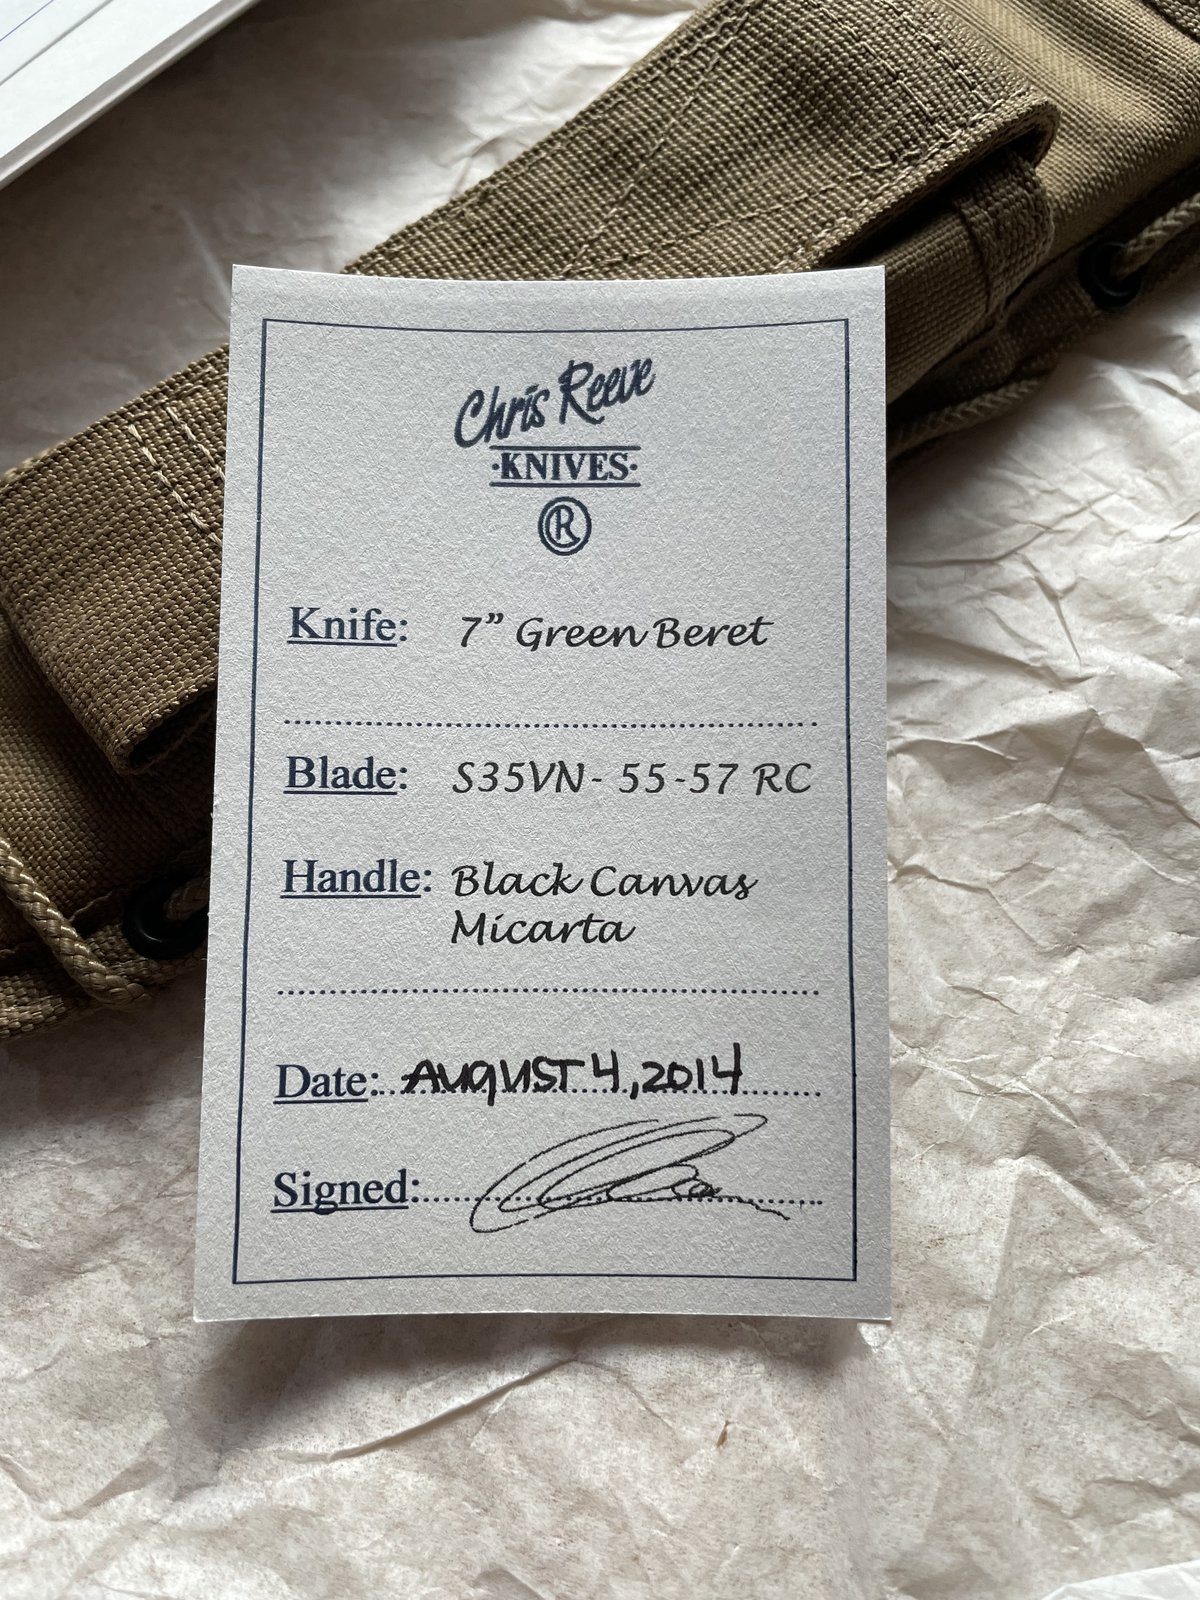 Chris Reeve
·KNIVES·
®
Knife: 7” Green Beret
Blade: S35VN- 55-57 RC
Handle: Black Canvas
Micarta
Date: AUGUST 4, 2014
Signed: